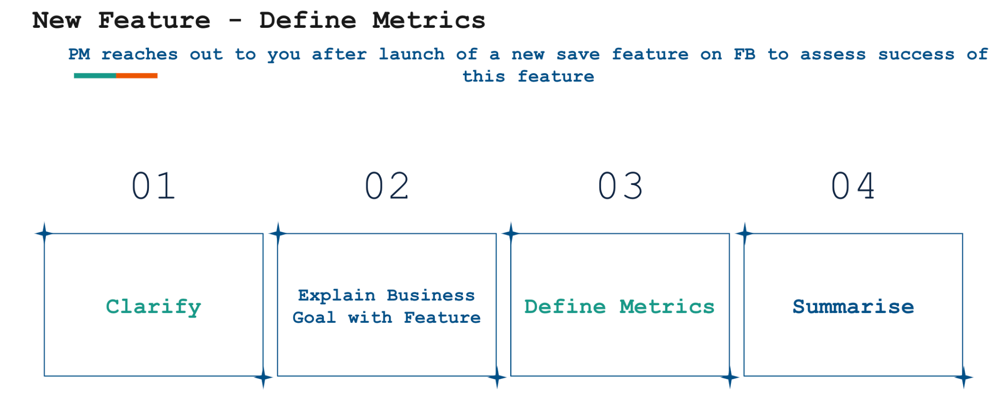 New Feature - Define Metrics
PM reaches out to you after launch of a new save feature on FB to assess success of
this feature
01
02
03
04
Clarify
Explain Business
Goal with Feature
Define Metrics
Summarise